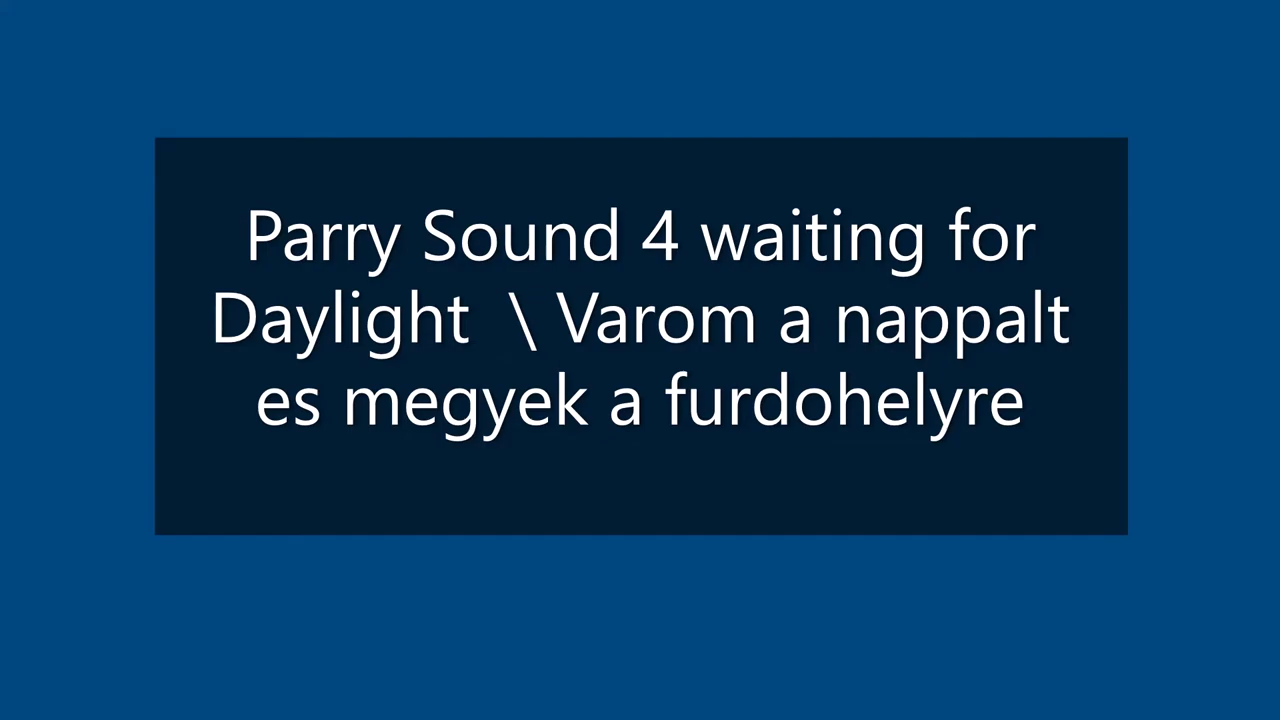 Parry Sound 4 waiting for
Daylight  \ Varom a nappalt
es megyek a furdohelyre